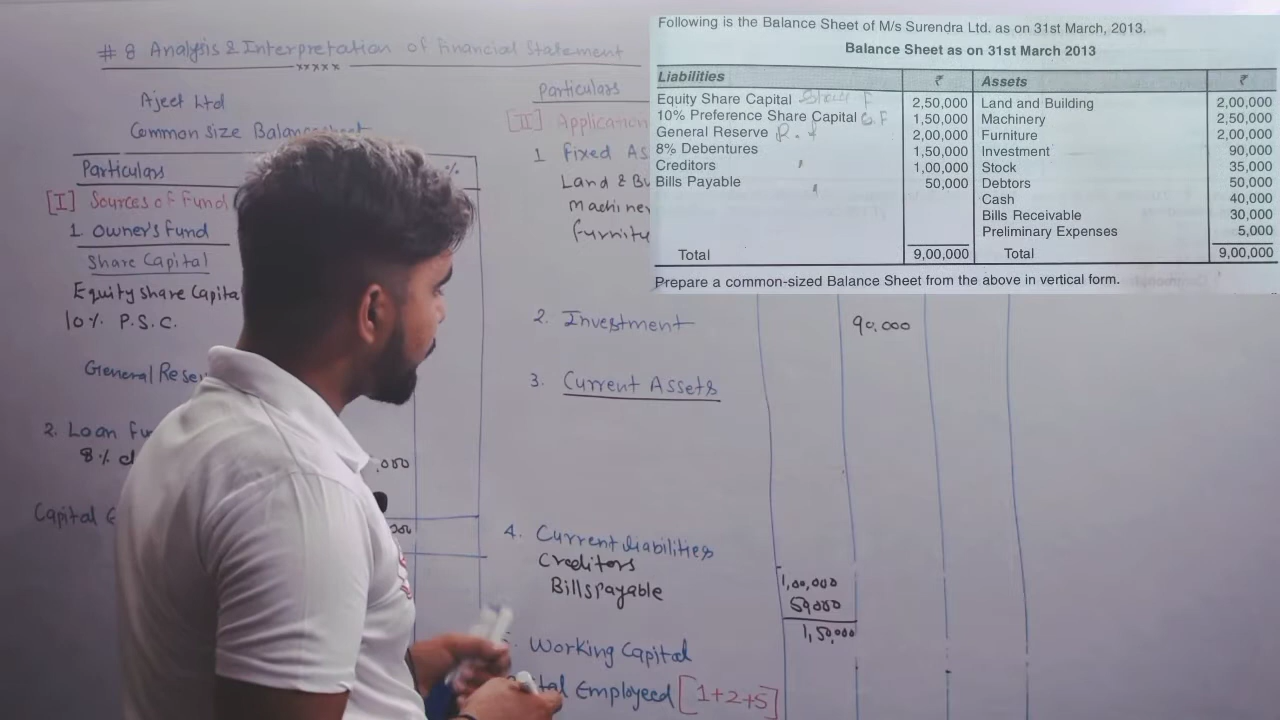 # 8 Analysis & Interpretation of Financial Statement
×××××
Ajeet Ltd
Common Size Balance
Particulars %
[I] Sources of Fund
1 Owner's fund
Share Capital
Equity Share Capita
10% P.S.C.
General Rese
2. Loan fu
8% d
,000
Capital E
Particulars
[II] Application
1 fixed As
Land & Bu
machiner
furnitu
2. Investment 90,000
3. Current Assets
4. Current liabilities
Creditors 1,00,000
Bills payable 50000
1,50,000
Working Capital
tal Employeed [1+2+5]
Following is the Balance Sheet of M/s Surendra Ltd. as on 31st March, 2013.
Balance Sheet as on 31st March 2013
Liabilities ₹ Assets ₹
Equity Share Capital 2,50,000 Land and Building 2,00,000
10% Preference Share Capital 1,50,000 Machinery 2,50,000
General Reserve 2,00,000 Furniture 2,00,000
8% Debentures 1,50,000 Investment 90,000
Creditors 1,00,000 Stock 35,000
Bills Payable 50,000 Debtors 50,000
Cash 40,000
Bills Receivable 30,000
Preliminary Expenses 5,000
Total 9,00,000 Total 9,00,000
Prepare a common-sized Balance Sheet from the above in vertical form.